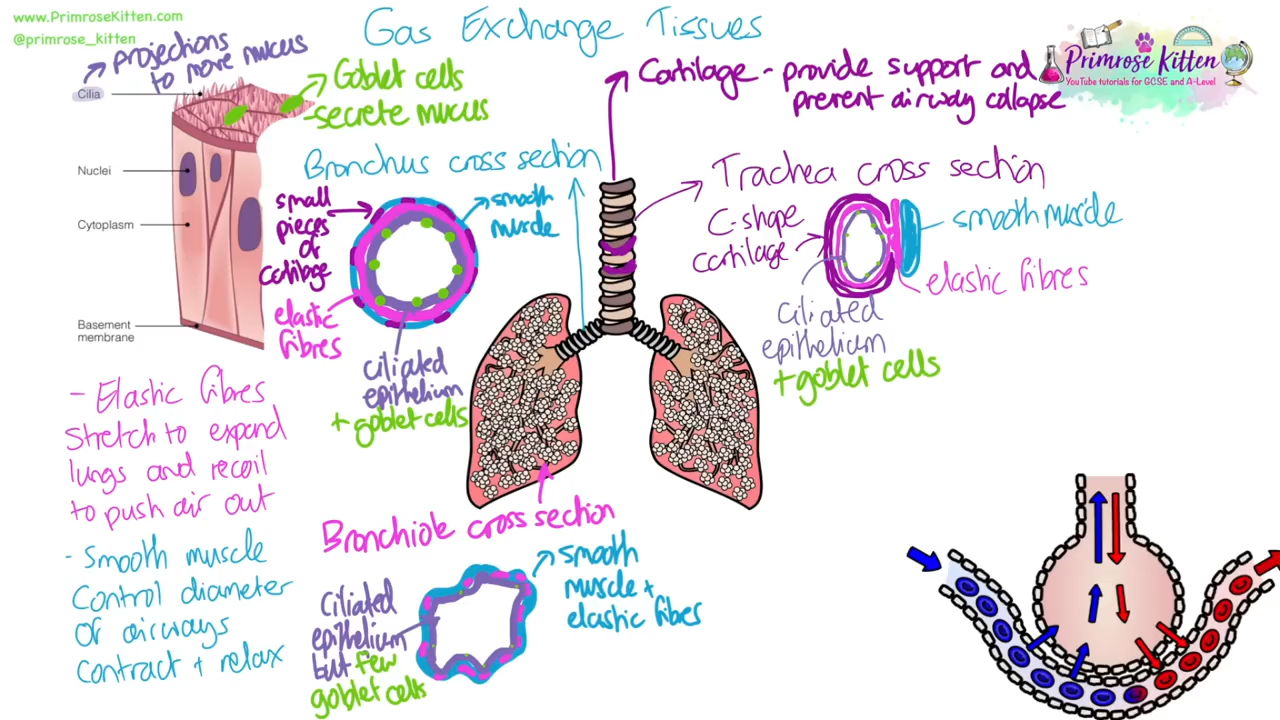 www.PrimroseKitten.com
@primrose_kitten
Gas Exchange Tissues
Primrose Kitten
YouTube tutorials for GCSE and A-Level
projections
to move mucus
Cilia
Goblet cells
secrete mucus
Nuclei
Cytoplasm
Basement
membrane
Cartilage - provide support and
prevent airway collapse
Bronchus cross section
small
pieces
of
cartilage
smooth
muscle
elastic
fibres
ciliated
epithelium
+ goblet cells
Trachea cross section
C-shape
cartilage
smooth muscle
elastic fibres
ciliated
epithelium
+ goblet cells
- Elastic fibres
stretch to expand
lungs and recoil
to push air out
- Smooth muscle
Control diameter
of airways
Contract + relax
Bronchiole cross section
smooth
muscle +
elastic fibres
Ciliated
epithelium
but few
goblet cells